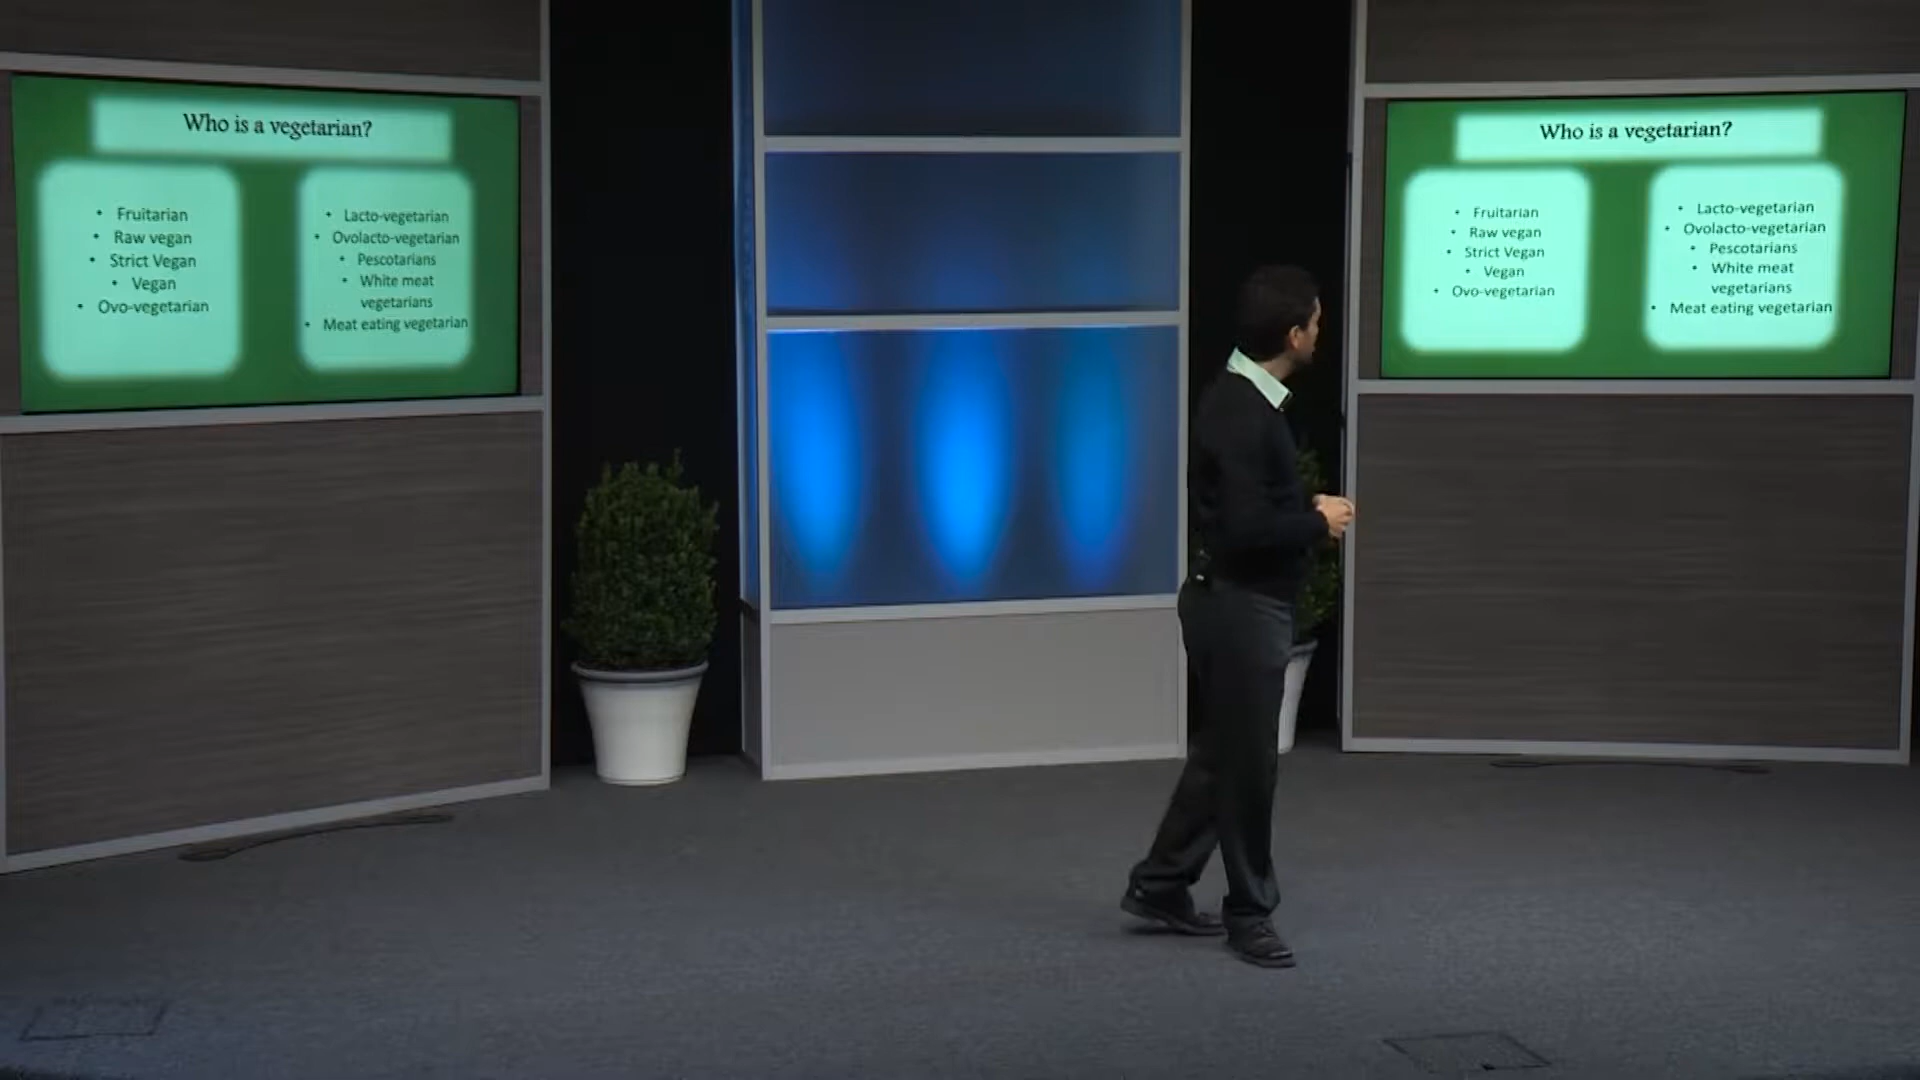 Who is a vegetarian?
• Fruitarian
• Raw vegan
• Strict Vegan
• Vegan
• Ovo-vegetarian
• Lacto-vegetarian
• Ovolacto-vegetarian
• Pescotarians
• White meat
vegetarians
• Meat eating vegetarian
Who is a vegetarian?
• Fruitarian
• Raw vegan
• Strict Vegan
• Vegan
• Ovo-vegetarian
• Lacto-vegetarian
• Ovolacto-vegetarian
• Pescotarians
• White meat
vegetarians
• Meat eating vegetarian